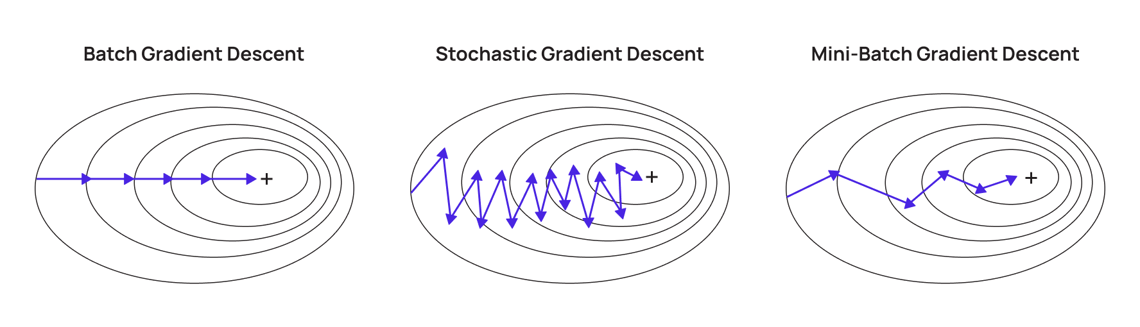 Batch Gradient Descent
Stochastic Gradient Descent
Mini-Batch Gradient Descent